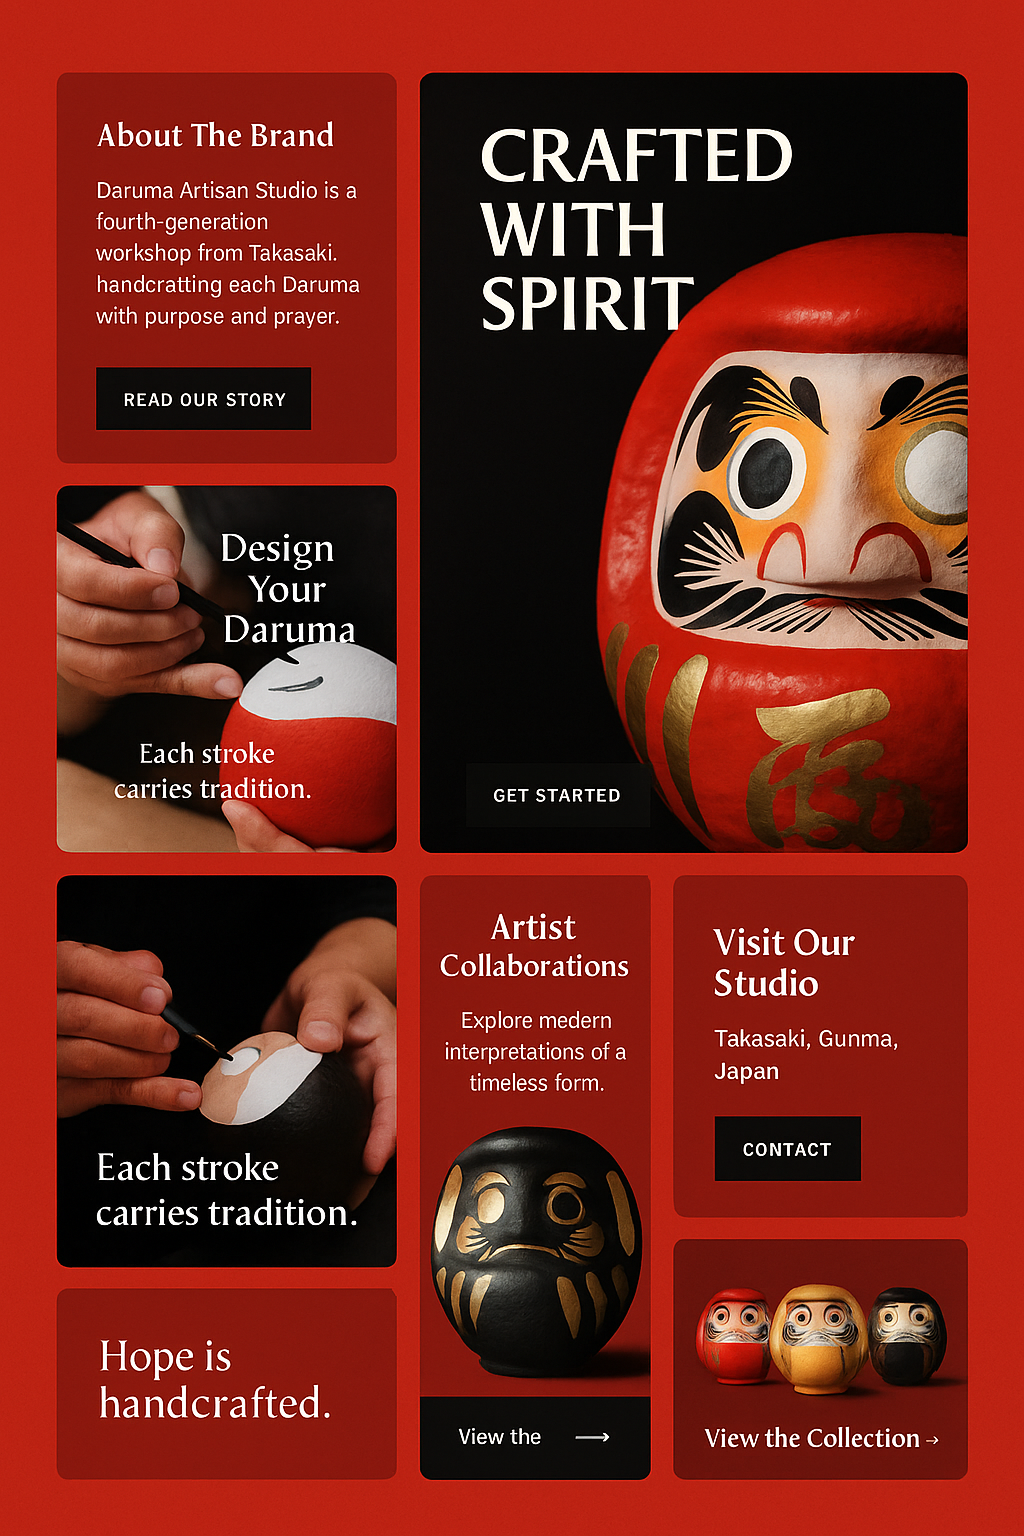 About The Brand
Daruma Artisan Studio is a
fourth-generation
workshop from Takasaki.
handcratting each Daruma
with purpose and prayer.
READ OUR STORY
CRAFTED
WITH
SPIRIT
GET STARTED
Design
Your
Daruma
Each stroke
carries tradition.
Each stroke
carries tradition.
Hope is
handcrafted.
Artist
Collaborations
Explore medern
interpretations of a
timeless form.
View the ⟶
Visit Our
Studio
Takasaki, Gunma,
Japan
CONTACT
View the Collection →